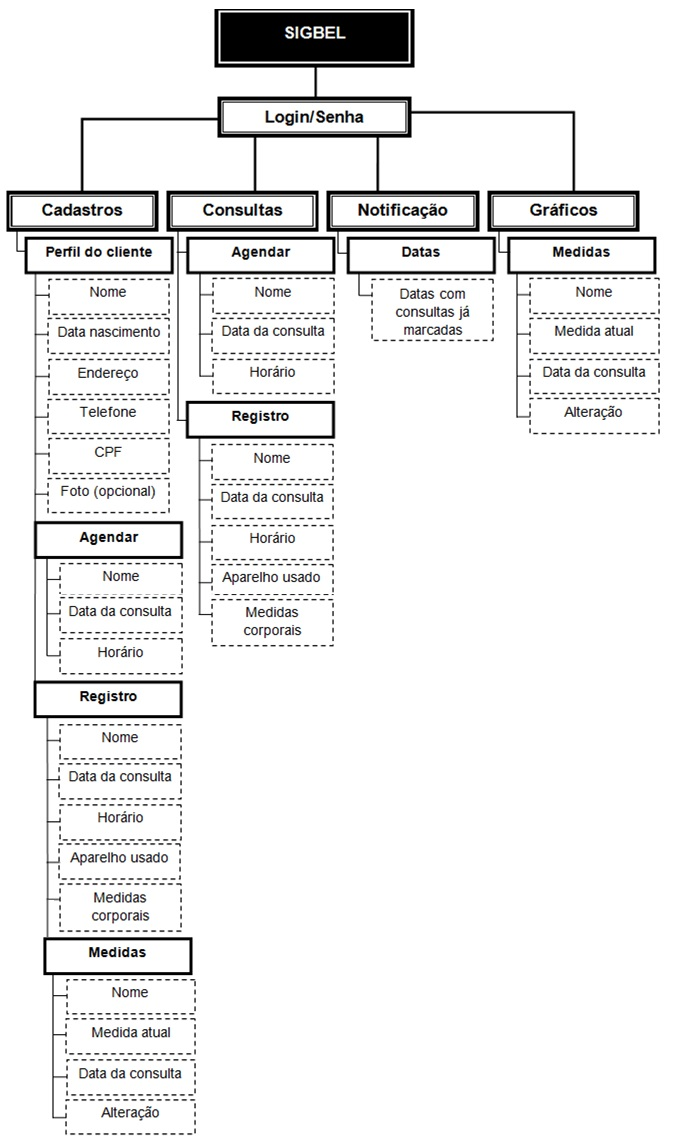 SIGBEL
Login/Senha
Cadastros
Perfil do cliente
Nome
Data nascimento
Endereço
Telefone
CPF
Foto (opcional)
Agendar
Nome
Data da consulta
Horário
Registro
Nome
Data da consulta
Horário
Aparelho usado
Medidas
corporais
Medidas
Nome
Medida atual
Data da consulta
Alteração
Consultas
Agendar
Nome
Data da consulta
Horário
Registro
Nome
Data da consulta
Horário
Aparelho usado
Medidas
corporais
Notificação
Datas
Datas com
consultas já
marcadas
Gráficos
Medidas
Nome
Medida atual
Data da consulta
Alteração